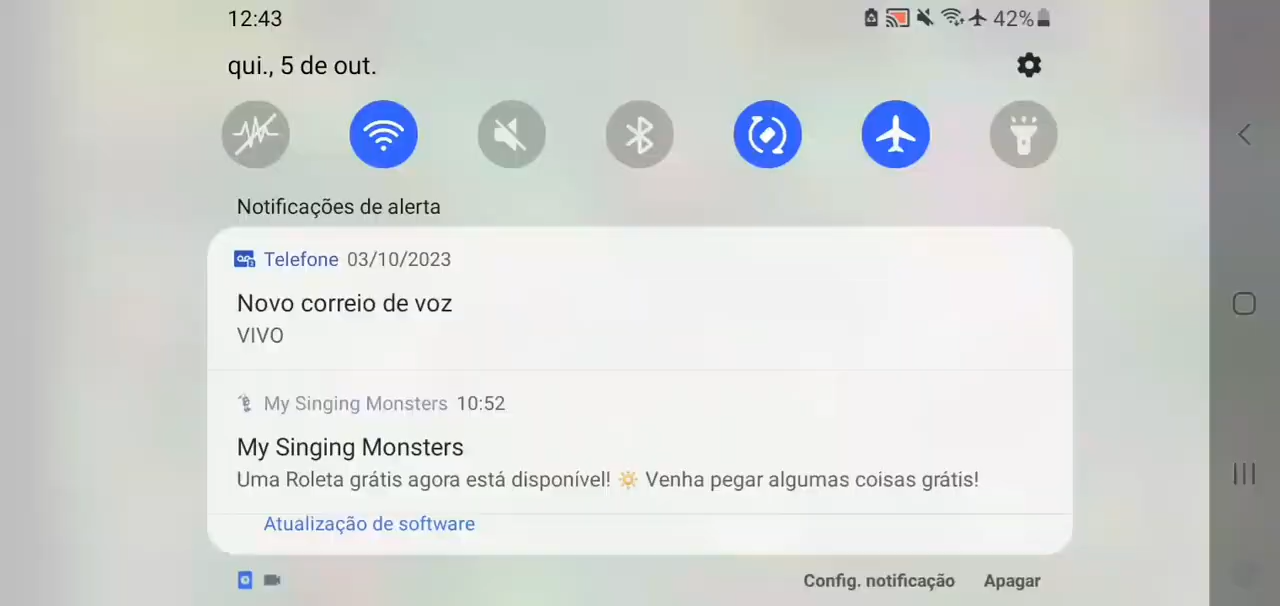 12:43
42%
qui., 5 de out.
Notificações de alerta
Telefone 03/10/2023
Novo correio de voz
VIVO
My Singing Monsters 10:52
My Singing Monsters
Uma Roleta grátis agora está disponível! 🔅 Venha pegar algumas coisas grátis!
Atualização de software
Config. notificação Apagar